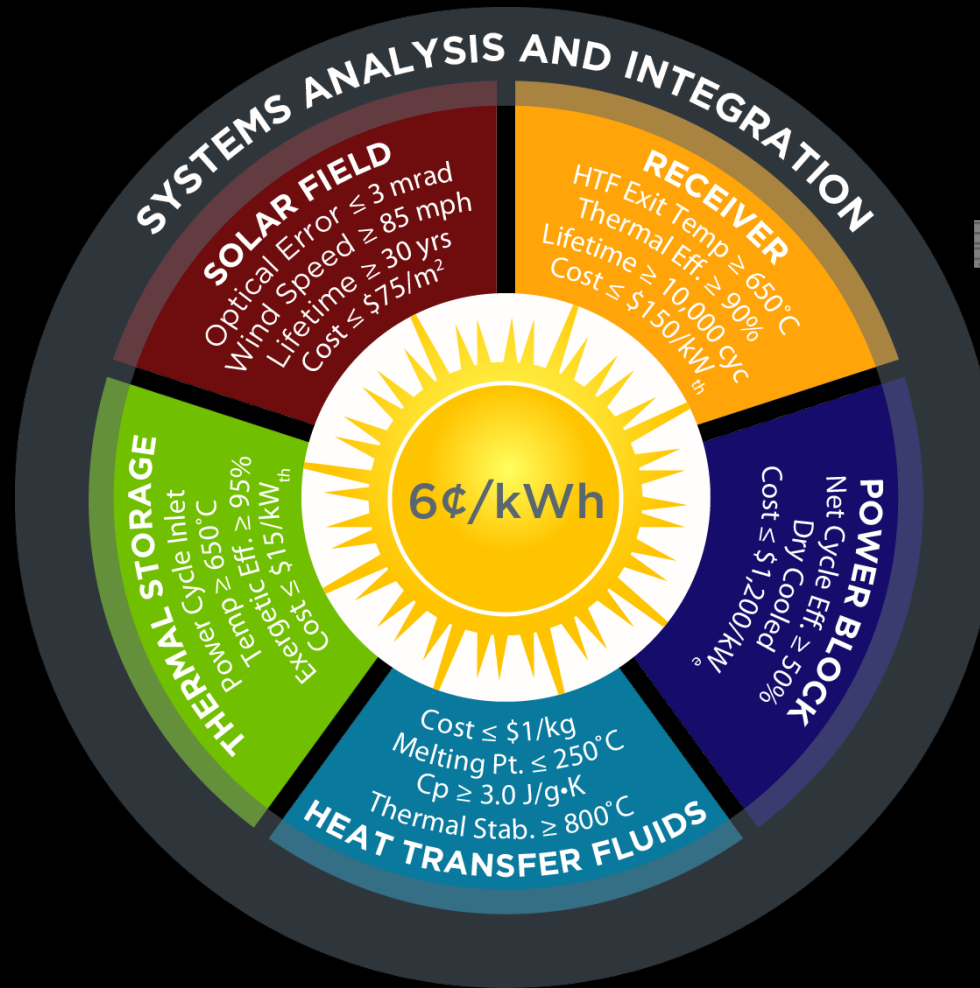 SYSTEMS ANALYSIS AND INTEGRATION
SOLAR FIELD
Optical Error ≤ 3 mrad
Wind Speed ≥ 85 mph
Lifetime ≥ 30 yrs
Cost ≤ $75/m²
RECEIVER
HTF Exit Temp ≥ 650°C
Thermal Eff. ≥ 90%
Lifetime ≥ 10,000 cyc
Cost ≤ $150/kWth
POWER BLOCK
Net Cycle Eff. ≥ 50%
Dry Cooled
Cost ≤ $1,200/kWe
Cost ≤ $1/kg
Melting Pt. ≤ 250°C
Cp ≥ 3.0 J/g•K
Thermal Stab. ≥ 800°C
HEAT TRANSFER FLUIDS
THERMAL STORAGE
Power Cycle Inlet
Temp ≥ 650°C
Exergetic Eff. ≥ 95%
Cost ≤ $15/kWth
6¢/kWh